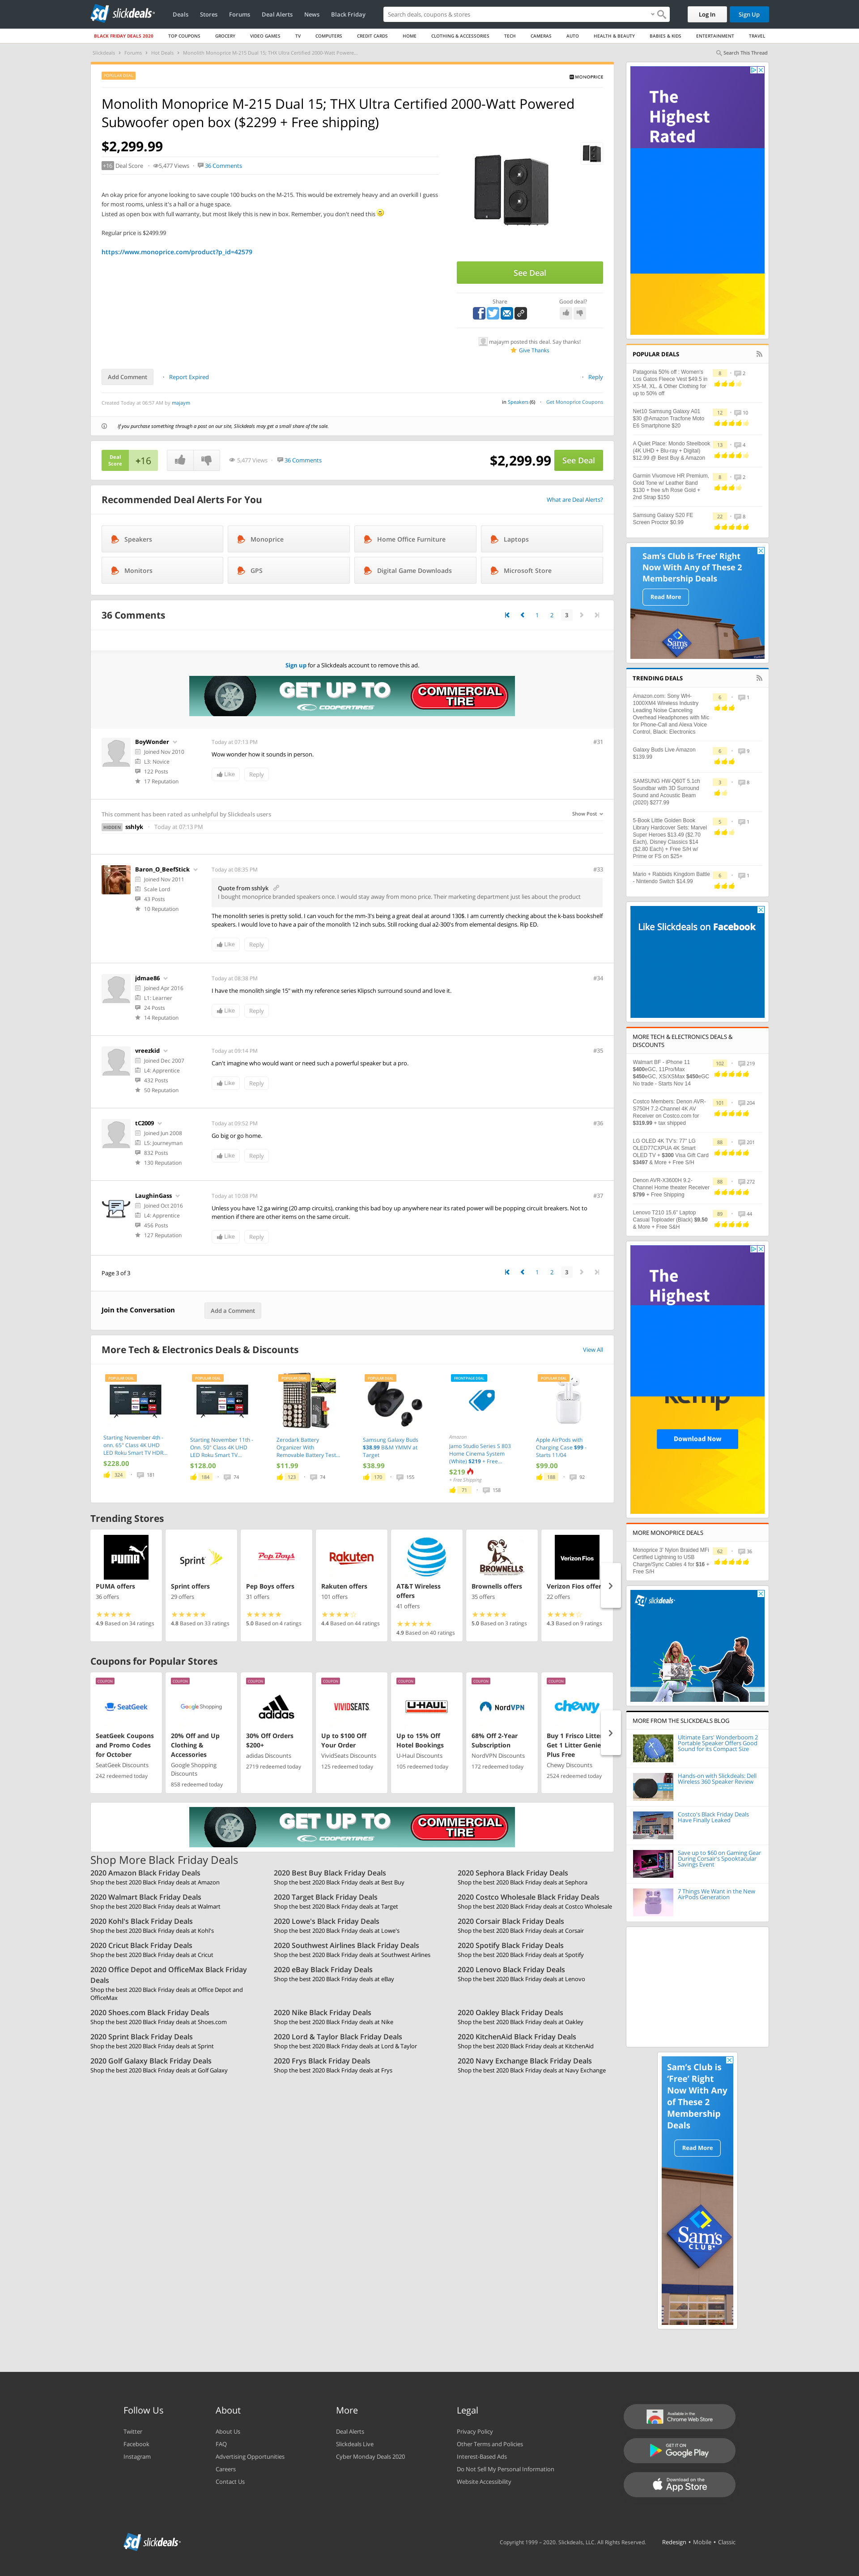 slickdeals
Deals
Stores
Forums
Deal Alerts
News
Black Friday
Search deals, coupons & stores
Log In
Sign Up
BLACK FRIDAY DEALS 2020
TOP COUPONS
GROCERY
VIDEO GAMES
TV
COMPUTERS
CREDIT CARDS
HOME
CLOTHING & ACCESSORIES
TECH
CAMERAS
AUTO
HEALTH & BEAUTY
BABIES & KIDS
ENTERTAINMENT
TRAVEL
Slickdeals
Forums
Hot Deals
Monolith Monoprice M-215 Dual 15; THX Ultra Certified 2000-Watt Powere...
Search This Thread
POPULAR DEAL
MONOPRICE
Monolith Monoprice M-215 Dual 15; THX Ultra Certified 2000-Watt Powered
Subwoofer open box ($2299 + Free shipping)
$2,299.99
+16 Deal Score
5,477 Views
36 Comments
An okay price for anyone looking to save couple 100 bucks on the M-215. This would be extremely heavy and an overkill I guess
for most rooms, unless it's a hall or a huge space.
Listed as open box with full warranty, but most likely this is new in box. Remember, you don't need this
Regular price is $2499.99
https://www.monoprice.com/product?p_id=42579
See Deal
Share
Good deal?
majaym posted this deal. Say thanks!
Give Thanks
Add Comment
Report Expired
Reply
Created Today at 06:37 AM by majaym
in Speakers (6)
Get Monoprice Coupons
If you purchase something through a post on our site, Slickdeals may get a small share of the sale.
Deal
Score
+16
5,477 Views
36 Comments
$2,299.99
See Deal
Recommended Deal Alerts For You
What are Deal Alerts?
Speakers
Monoprice
Home Office Furniture
Laptops
Monitors
GPS
Digital Game Downloads
Microsoft Store
36 Comments
1
2
3
Sign up for a Slickdeals account to remove this ad.
GET UP TO
COOPERTIRES
COMMERCIAL
TIRE
BoyWonder
Joined Nov 2010
L3: Novice
122 Posts
17 Reputation
Today at 07:13 PM
#31
Wow wonder how it sounds in person.
Like
Reply
This comment has been rated as unhelpful by Slickdeals users
Show Post
HIDDEN
sshlyk
Today at 07:13 PM
Baron_O_BeefStick
Joined Nov 2011
Scale Lord
43 Posts
10 Reputation
Today at 08:35 PM
#33
Quote from sshlyk
I bought monoprice branded speakers once. I would stay away from mono price. Their marketing department just lies about the product
The monolith series is pretty solid. I can vouch for the mm-3's being a great deal at around 130$. I am currently checking about the k-bass bookshelf
speakers. I would love to have a pair of the monolith 12 inch subs. Still rocking dual a2-300's from elemental designs. Rip ED.
Like
Reply
jdmae86
Joined Apr 2016
L1: Learner
24 Posts
14 Reputation
Today at 08:38 PM
#34
I have the monolith single 15" with my reference series Klipsch surround sound and love it.
Like
Reply
vreezkid
Joined Dec 2007
L4: Apprentice
432 Posts
50 Reputation
Today at 09:14 PM
#35
Can't imagine who would want or need such a powerful speaker but a pro.
Like
Reply
tC2009
Joined Jun 2008
L5: Journeyman
832 Posts
130 Reputation
Today at 09:52 PM
#36
Go big or go home.
Like
Reply
LaughinGass
Joined Oct 2016
L4: Apprentice
456 Posts
127 Reputation
Today at 10:08 PM
#37
Unless you have 12 ga wiring (20 amp circuits), cranking this bad boy up anywhere near its rated power will be popping circuit breakers. Not to
mention if there are other items on the same circuit.
Like
Reply
Page 3 of 3
1
2
3
Join the Conversation
Add a Comment
More Tech & Electronics Deals & Discounts
View All
POPULAR DEAL
Starting November 4th -
onn. 65" Class 4K UHD
LED Roku Smart TV HDR...
$228.00
324
181
POPULAR DEAL
Starting November 11th -
Onn. 50" Class 4K UHD
LED Roku Smart TV...
$128.00
184
74
POPULAR DEAL
Zerodark Battery
Organizer With
Removable Battery Test...
$11.99
123
74
POPULAR DEAL
Samsung Galaxy Buds
$38.99 B&M YMMV at
Target
$38.99
170
155
FRONTPAGE DEAL
Amazon
Jamo Studio Series S 803
Home Cinema System
(White) $219 + Free...
$219
+ Free Shipping
71
158
POPULAR DEAL
Apple AirPods with
Charging Case $99 -
Starts 11/04
$99.00
188
92
Trending Stores
PUMA
PUMA offers
36 offers
4.9 Based on 34 ratings
Sprint
Sprint offers
29 offers
4.8 Based on 33 ratings
Pep Boys
Pep Boys offers
31 offers
5.0 Based on 4 ratings
Rakuten
Rakuten offers
101 offers
4.4 Based on 44 ratings
AT&T Wireless
offers
41 offers
4.9 Based on 40 ratings
BROWNELLS
Brownells offers
35 offers
5.0 Based on 3 ratings
Verizon Fios
Verizon Fios offer
22 offers
4.3 Based on 9 ratings
Coupons for Popular Stores
COUPON
SeatGeek
SeatGeek Coupons
and Promo Codes
for October
SeatGeek Discounts
242 redeemed today
COUPON
Google Shopping
20% Off and Up
Clothing &
Accessories
Google Shopping
Discounts
858 redeemed today
COUPON
adidas
30% Off Orders
$200+
adidas Discounts
2719 redeemed today
COUPON
VIVIDSEATS
Up to $100 Off
Your Order
VividSeats Discounts
125 redeemed today
COUPON
U-HAUL
Up to 15% Off
Hotel Bookings
U-Haul Discounts
105 redeemed today
COUPON
NordVPN
68% Off 2-Year
Subscription
NordVPN Discounts
172 redeemed today
COUPON
chewy
Buy 1 Frisco Litter
Get 1 Litter Genie
Plus Free
Chewy Discounts
2524 redeemed today
GET UP TO
COOPERTIRES
COMMERCIAL
TIRE
Shop More Black Friday Deals
2020 Amazon Black Friday Deals
Shop the best 2020 Black Friday deals at Amazon
2020 Best Buy Black Friday Deals
Shop the best 2020 Black Friday deals at Best Buy
2020 Sephora Black Friday Deals
Shop the best 2020 Black Friday deals at Sephora
2020 Walmart Black Friday Deals
Shop the best 2020 Black Friday deals at Walmart
2020 Target Black Friday Deals
Shop the best 2020 Black Friday deals at Target
2020 Costco Wholesale Black Friday Deals
Shop the best 2020 Black Friday deals at Costco Wholesale
2020 Kohl's Black Friday Deals
Shop the best 2020 Black Friday deals at Kohl's
2020 Lowe's Black Friday Deals
Shop the best 2020 Black Friday deals at Lowe's
2020 Corsair Black Friday Deals
Shop the best 2020 Black Friday deals at Corsair
2020 Cricut Black Friday Deals
Shop the best 2020 Black Friday deals at Cricut
2020 Southwest Airlines Black Friday Deals
Shop the best 2020 Black Friday deals at Southwest Airlines
2020 Spotify Black Friday Deals
Shop the best 2020 Black Friday deals at Spotify
2020 Office Depot and OfficeMax Black Friday
Deals
Shop the best 2020 Black Friday deals at Office Depot and
OfficeMax
2020 eBay Black Friday Deals
Shop the best 2020 Black Friday deals at eBay
2020 Lenovo Black Friday Deals
Shop the best 2020 Black Friday deals at Lenovo
2020 Shoes.com Black Friday Deals
Shop the best 2020 Black Friday deals at Shoes.com
2020 Nike Black Friday Deals
Shop the best 2020 Black Friday deals at Nike
2020 Oakley Black Friday Deals
Shop the best 2020 Black Friday deals at Oakley
2020 Sprint Black Friday Deals
Shop the best 2020 Black Friday deals at Sprint
2020 Lord & Taylor Black Friday Deals
Shop the best 2020 Black Friday deals at Lord & Taylor
2020 KitchenAid Black Friday Deals
Shop the best 2020 Black Friday deals at KitchenAid
2020 Golf Galaxy Black Friday Deals
Shop the best 2020 Black Friday deals at Golf Galaxy
2020 Frys Black Friday Deals
Shop the best 2020 Black Friday deals at Frys
2020 Navy Exchange Black Friday Deals
Shop the best 2020 Black Friday deals at Navy Exchange
The
Highest
Rated
POPULAR DEALS
Patagonia 50% off : Women's
Los Gatos Fleece Vest $49.5 in
XS-M, XL. & Other Clothing for
up to 50% off
8
2
Net10 Samsung Galaxy A01
$30 @Amazon Tracfone Moto
E6 Smartphone $20
12
10
A Quiet Place: Mondo Steelbook
(4K UHD + Blu-ray + Digital)
$12.99 @ Best Buy & Amazon
13
4
Garmin Vivomove HR Premium,
Gold Tone w/ Leather Band
$130 + free s/h Rose Gold +
2nd Strap $150
8
2
Samsung Galaxy S20 FE
Screen Proctor $0.99
22
8
Sam's Club is 'Free' Right
Now With Any of These 2
Membership Deals
Read More
Sam's
CLUB
TRENDING DEALS
Amazon.com: Sony WH-
1000XM4 Wireless Industry
Leading Noise Canceling
Overhead Headphones with Mic
for Phone-Call and Alexa Voice
Control, Black: Electronics
6
1
Galaxy Buds Live Amazon
$139.99
6
9
SAMSUNG HW-Q60T 5.1ch
Soundbar with 3D Surround
Sound and Acoustic Beam
(2020) $277.99
3
8
5-Book Little Golden Book
Library Hardcover Sets: Marvel
Super Heroes $13.49 ($2.70
Each), Disney Classics $14
($2.80 Each) + Free S/H w/
Prime or FS on $25+
5
1
Mario + Rabbids Kingdom Battle
- Nintendo Switch $14.99
6
1
Like Slickdeals on Facebook
MORE TECH & ELECTRONICS DEALS &
DISCOUNTS
Walmart BF - iPhone 11
$400eGC, 11Pro/Max
$450eGC, XS/XSMax $450eGC
No trade - Starts Nov 14
102
219
Costco Members: Denon AVR-
S750H 7.2-Channel 4K AV
Receiver on Costco.com for
$319.99 + tax shipped
101
204
LG OLED 4K TV's. 77" LG
OLED77CXPUA 4K Smart
OLED TV + $300 Visa Gift Card
$3497 & More + Free S/H
88
201
Denon AVR-X3600H 9.2-
Channel Home theater Receiver
$799 + Free Shipping
88
272
Lenovo T210 15.6" Laptop
Casual Toploader (Black) $9.50
& More + Free S&H
89
44
The
Highest
Kemp
Download Now
MORE MONOPRICE DEALS
Monoprice 3' Nylon Braided MFi
Certified Lightning to USB
Charge/Sync Cables 4 for $16 +
Free S/H
62
36
slickdeals
MORE FROM THE SLICKDEALS BLOG
Ultimate Ears' Wonderboom 2
Portable Speaker Offers Good
Sound for its Compact Size
Hands-on with Slickdeals: Dell
Wireless 360 Speaker Review
Costco's Black Friday Deals
Have Finally Leaked
Save up to $60 on Gaming Gear
During Corsair's Spooktacular
Savings Event
7 Things We Want in the New
AirPods Generation
Sam's Club is
'Free' Right
Now With Any
of These 2
Membership
Deals
Read More
Sam's
CLUB
Follow Us
Twitter
Facebook
Instagram
About
About Us
FAQ
Advertising Opportunities
Careers
Contact Us
More
Deal Alerts
Slickdeals Live
Cyber Monday Deals 2020
Legal
Privacy Policy
Other Terms and Policies
Interest-Based Ads
Do Not Sell My Personal Information
Website Accessibility
Available in the
Chrome Web Store
GET IT ON
Google Play
Download on the
App Store
slickdeals
Copyright 1999 - 2020. Slickdeals, LLC. All Rights Reserved.
Redesign • Mobile • Classic